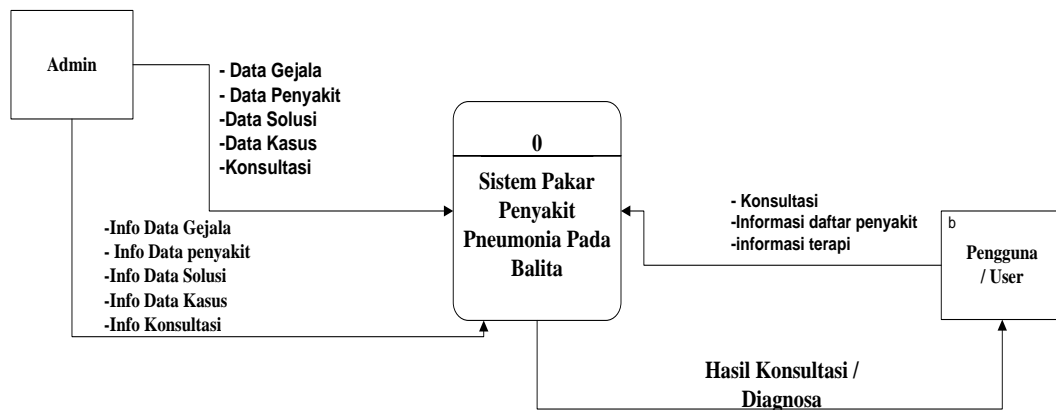 Admin
- Data Gejala
- Data Penyakit
-Data Solusi
-Data Kasus
-Konsultasi
0
Sistem Pakar
Penyakit
Pneumonia Pada
Balita
-Info Data Gejala
- Info Data penyakit
-Info Data Solusi
-Info Data Kasus
-Info Konsultasi
- Konsultasi
-Informasi daftar penyakit
-informasi terapi
b
Pengguna
/ User
Hasil Konsultasi /
Diagnosa